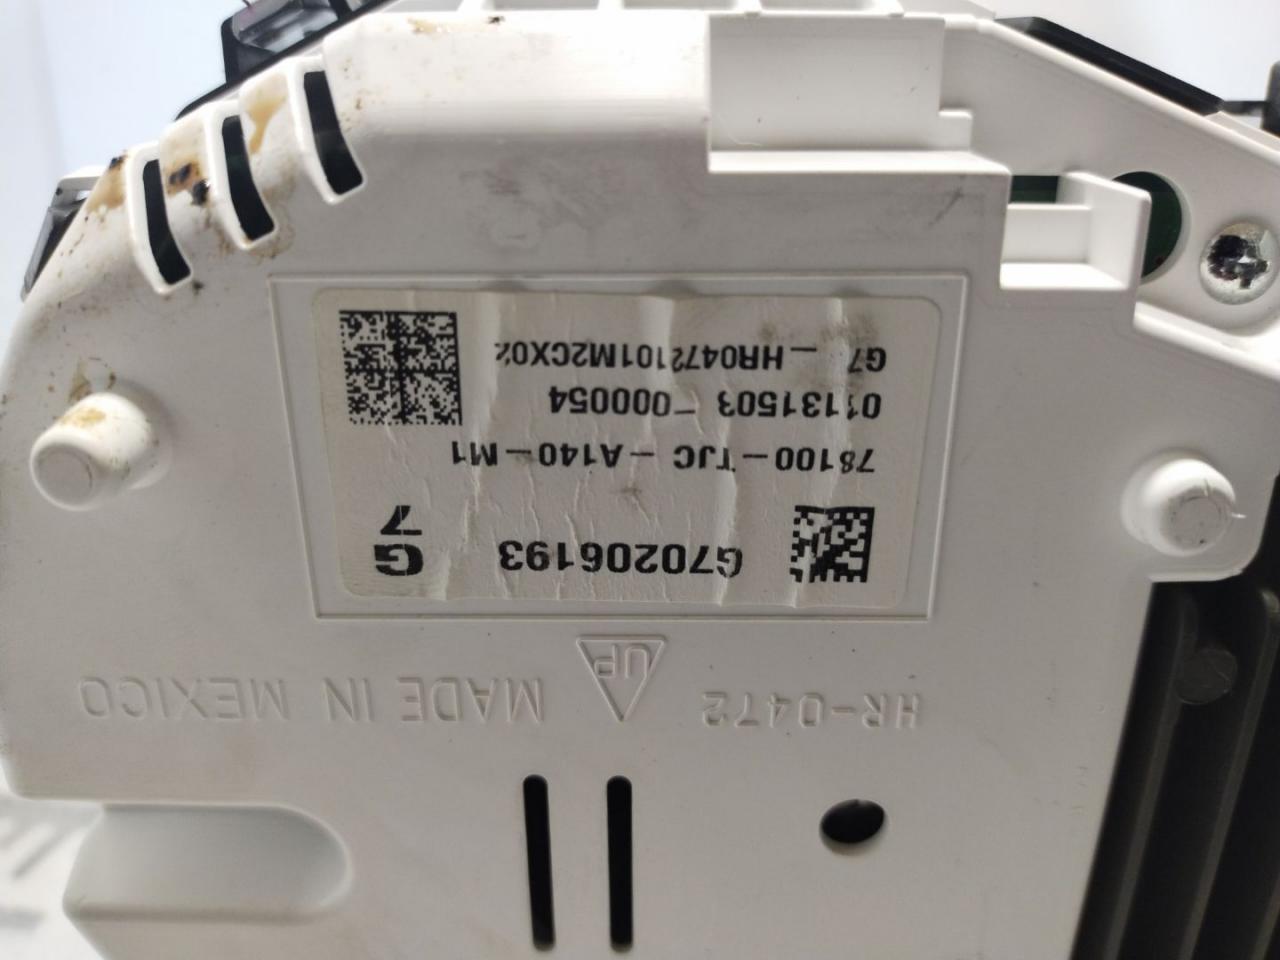 HR-0472 UP MADE IN MEXICO
G70206193 G
7
78100-TJC-A140-M1
01131503-000054
G7-HR0472101M2CX02